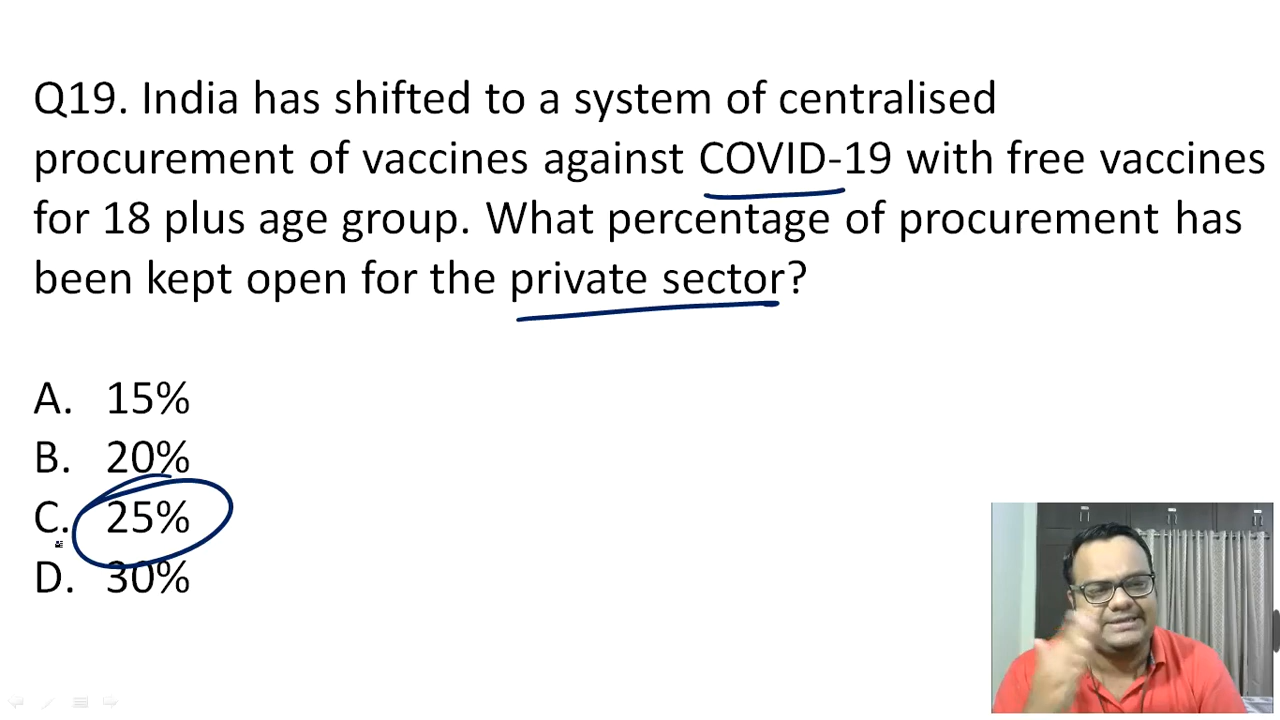 Q19. India has shifted to a system of centralised
procurement of vaccines against COVID-19 with free vaccines
for 18 plus age group. What percentage of procurement has
been kept open for the private sector?
A. 15%
B. 20%
C. 25%
D. 30%